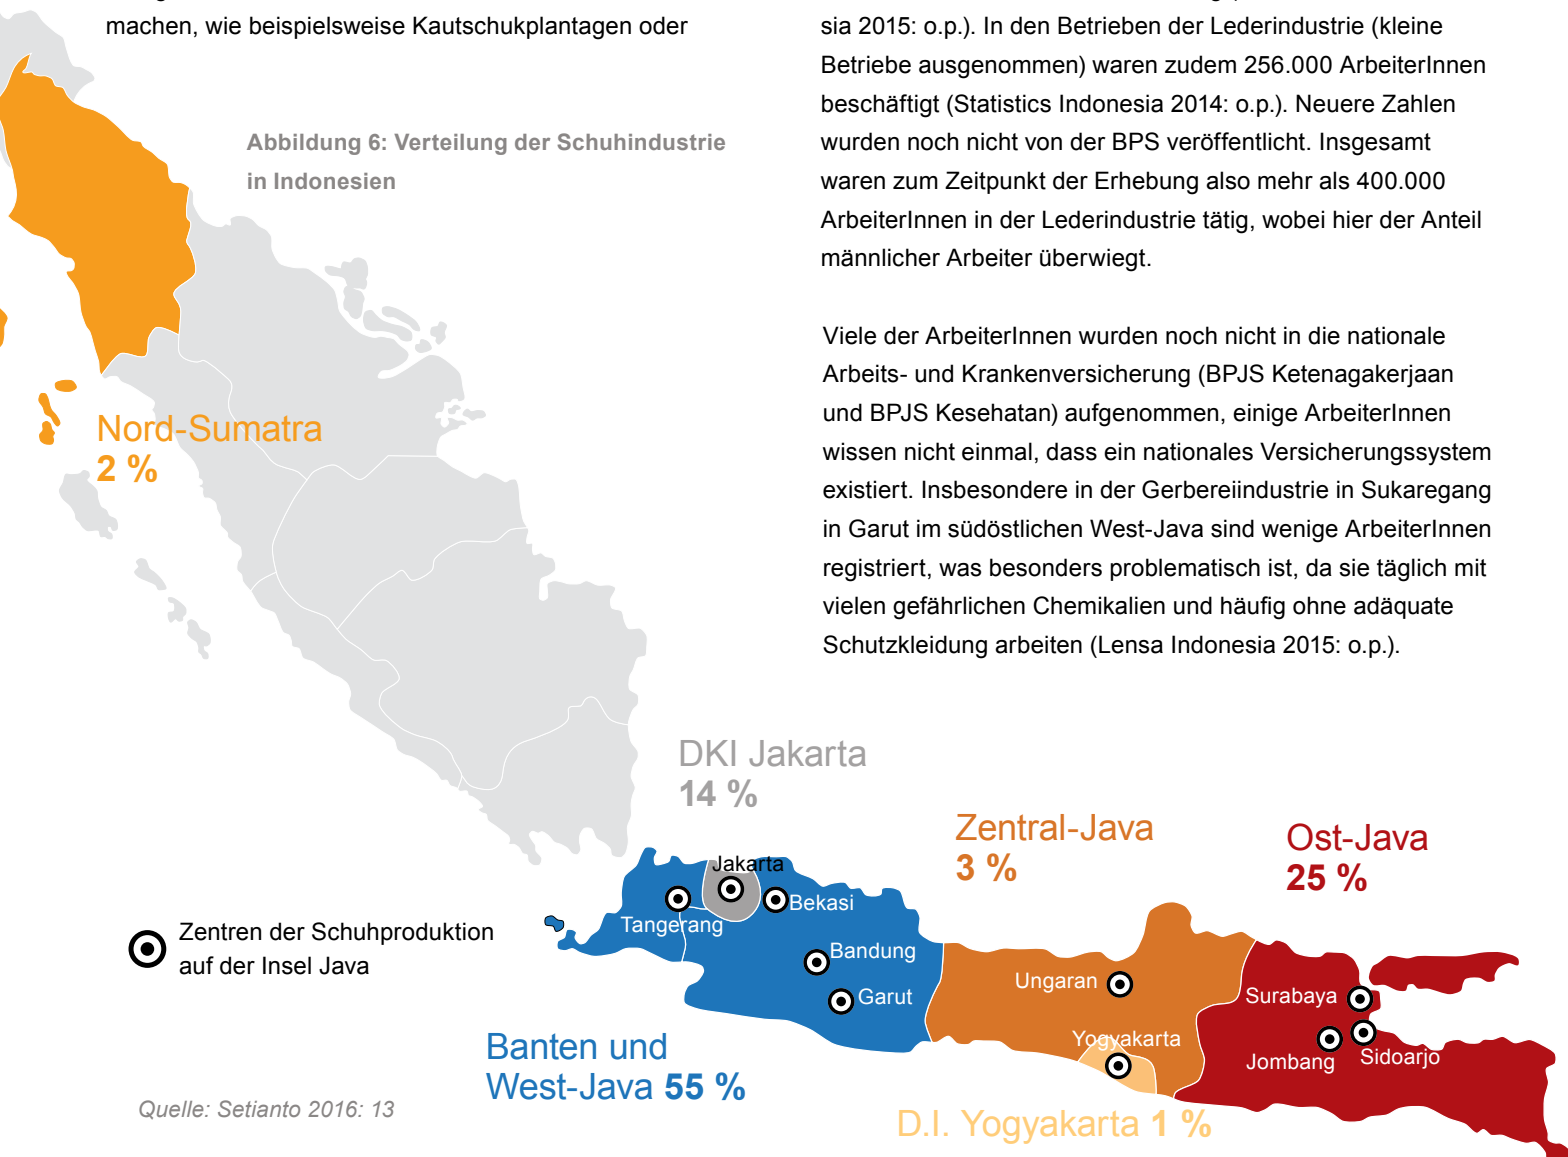 machen, wie beispielsweise Kautschukplantagen oder
Abbildung 6: Verteilung der Schuhindustrie
in Indonesien
sia 2015: o.p.). In den Betrieben der Lederindustrie (kleine
Betriebe ausgenommen) waren zudem 256.000 ArbeiterInnen
beschäftigt (Statistics Indonesia 2014: o.p.). Neuere Zahlen
wurden noch nicht von der BPS veröffentlicht. Insgesamt
waren zum Zeitpunkt der Erhebung also mehr als 400.000
ArbeiterInnen in der Lederindustrie tätig, wobei hier der Anteil
männlicher Arbeiter überwiegt.
Viele der ArbeiterInnen wurden noch nicht in die nationale
Arbeits- und Krankenversicherung (BPJS Ketenagakerjaan
und BPJS Kesehatan) aufgenommen, einige ArbeiterInnen
wissen nicht einmal, dass ein nationales Versicherungssystem
existiert. Insbesondere in der Gerbereiindustrie in Sukaregang
in Garut im südöstlichen West-Java sind wenige ArbeiterInnen
registriert, was besonders problematisch ist, da sie täglich mit
vielen gefährlichen Chemikalien und häufig ohne adäquate
Schutzkleidung arbeiten (Lensa Indonesia 2015: o.p.).
Nord-Sumatra
2 %
DKI Jakarta
14 %
Zentral-Java
3 %
Ost-Java
25 %
Jakarta
Bekasi
Tangerang
Bandung
Garut
Ungaran
Yogyakarta
Surabaya
Jombang
Sidoarjo
Zentren der Schuhproduktion
auf der Insel Java
Banten und
West-Java 55 %
D.I. Yogyakarta 1 %
Quelle: Setianto 2016: 13